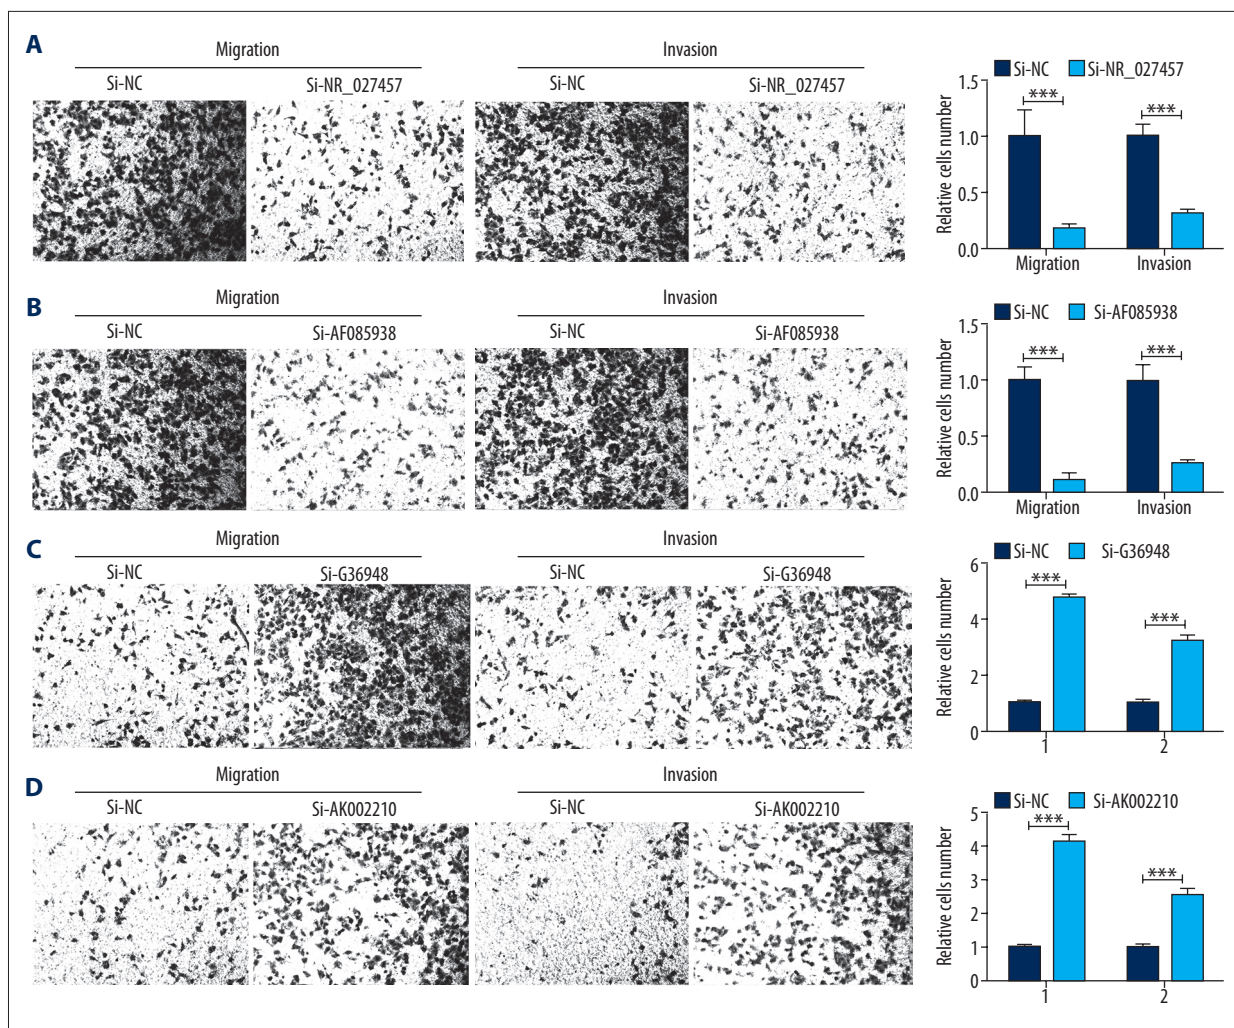 A
Migration
Invasion
Si-NC
Si-NR_027457
Si-NC
Si-NR_027457
Si-NC Si-NR_027457
Relative cells number
1.5
1.0
0.5
0.0
***
***
Migration
Invasion
B
Migration
Invasion
Si-NC
Si-AF085938
Si-NC
Si-AF085938
Si-NC Si-AF085938
Relative cells number
1.5
1.0
0.5
0.0
***
***
Migration
Invasion
C
Migration
Invasion
Si-NC
Si-G36948
Si-NC
Si-G36948
Si-NC Si-G36948
Relative cells number
6
4
2
0
***
***
1
2
D
Migration
Invasion
Si-NC
Si-AK002210
Si-NC
Si-AK002210
Si-NC Si-AK002210
Relative cells number
5
4
3
2
1
0
***
***
1
2